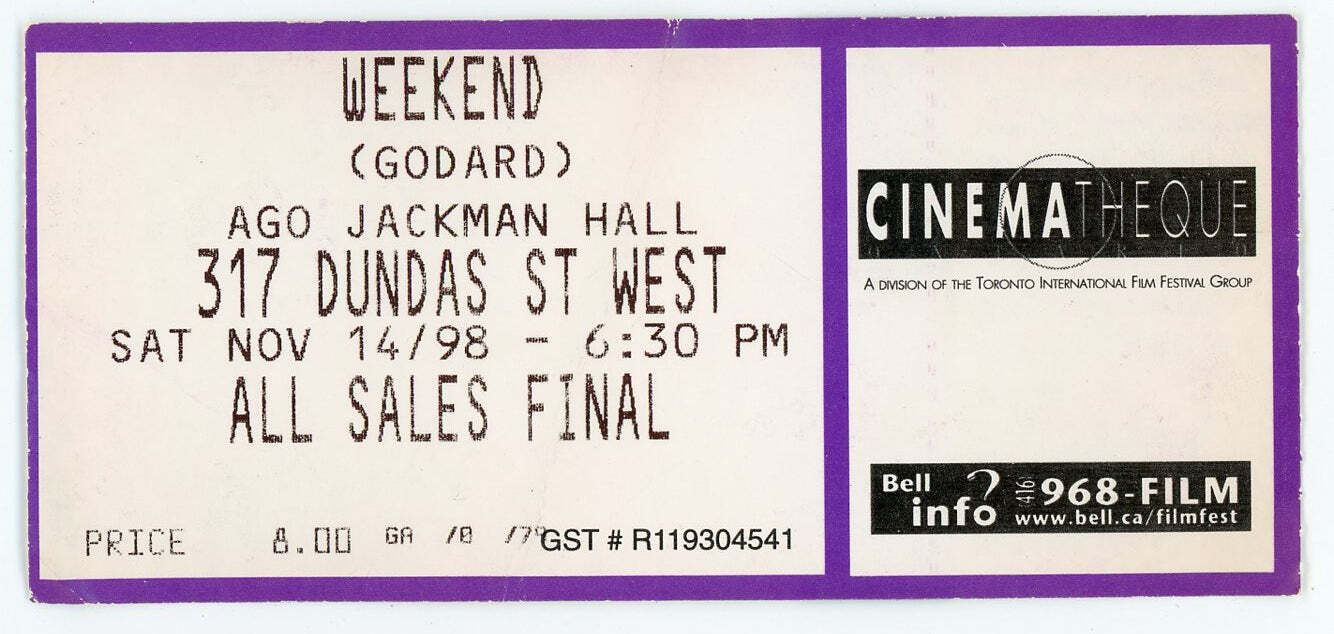 WEEKEND
(GODARD)
AGO JACKMAN HALL
317 DUNDAS ST WEST
SAT NOV 14/98 - 6:30 PM
ALL SALES FINAL
PRICE 8.00 GA /0 /79 GST # R119304541
CINEMATHEQUE
A DIVISION OF THE TORONTO INTERNATIONAL FILM FESTIVAL GROUP
Bell info? (416) 968-FILM
www.bell.ca/filmfest